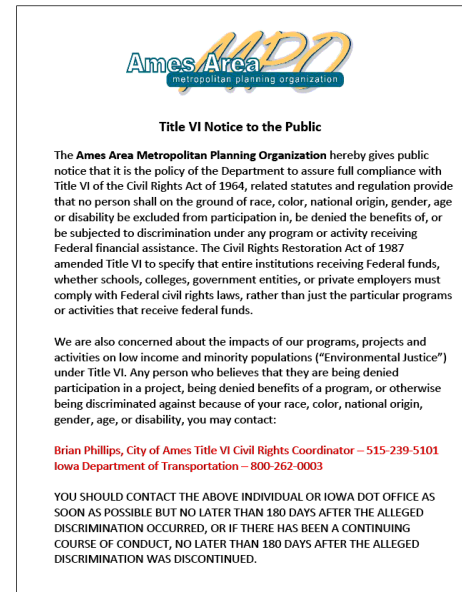 MPO
Ames Area
metropolitan planning organization
Title VI Notice to the Public
The Ames Area Metropolitan Planning Organization hereby gives public
notice that it is the policy of the Department to assure full compliance with
Title VI of the Civil Rights Act of 1964, related statutes and regulation provide
that no person shall on the ground of race, color, national origin, gender, age
or disability be excluded from participation in, be denied the benefits of, or
be subjected to discrimination under any program or activity receiving
Federal financial assistance. The Civil Rights Restoration Act of 1987
amended Title VI to specify that entire institutions receiving Federal funds,
whether schools, colleges, government entities, or private employers must
comply with Federal civil rights laws, rather than just the particular programs
or activities that receive federal funds.
We are also concerned about the impacts of our programs, projects and
activities on low income and minority populations (“Environmental Justice”)
under Title VI. Any person who believes that they are being denied
participation in a project, being denied benefits of a program, or otherwise
being discriminated against because of your race, color, national origin,
gender, age, or disability, you may contact:
Brian Phillips, City of Ames Title VI Civil Rights Coordinator – 515-239-5101
Iowa Department of Transportation – 800-262-0003
YOU SHOULD CONTACT THE ABOVE INDIVIDUAL OR IOWA DOT OFFICE AS
SOON AS POSSIBLE BUT NO LATER THAN 180 DAYS AFTER THE ALLEGED
DISCRIMINATION OCCURRED, OR IF THERE HAS BEEN A CONTINUING
COURSE OF CONDUCT, NO LATER THAN 180 DAYS AFTER THE ALLEGED
DISCRIMINATION WAS DISCONTINUED.